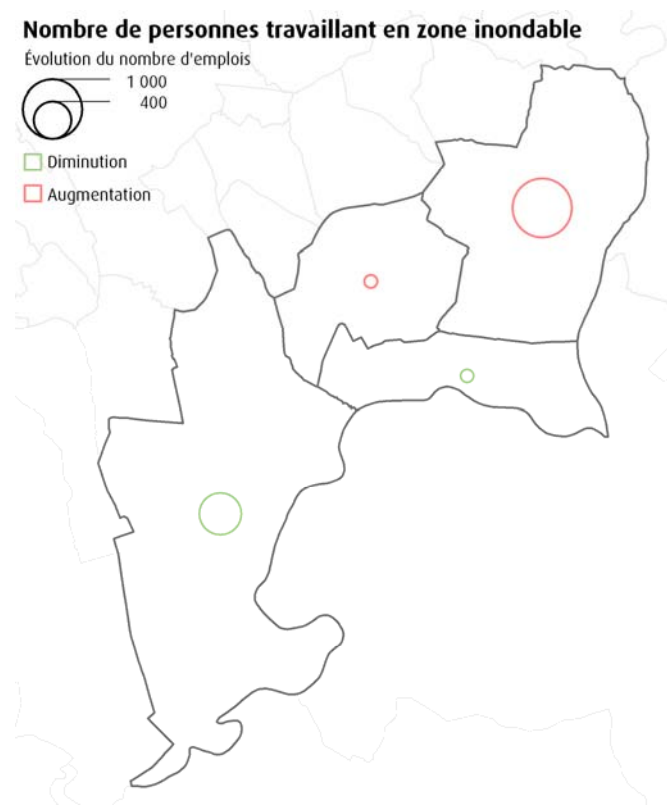 Nombre de personnes travaillant en zone inondable
Évolution du nombre d'emplois
1 000
400
Diminution
Augmentation